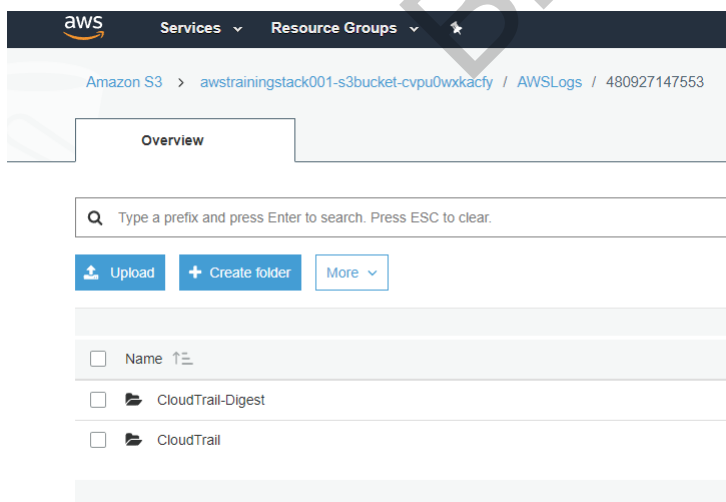 aws Services Resource Groups
Amazon S3 > awstrainingstack001-s3bucket-cvpu0wxkacfy / AWSLogs / 480927147553
Overview
Type a prefix and press Enter to search. Press ESC to clear.
Upload + Create folder More
Name
CloudTrail-Digest
CloudTrail